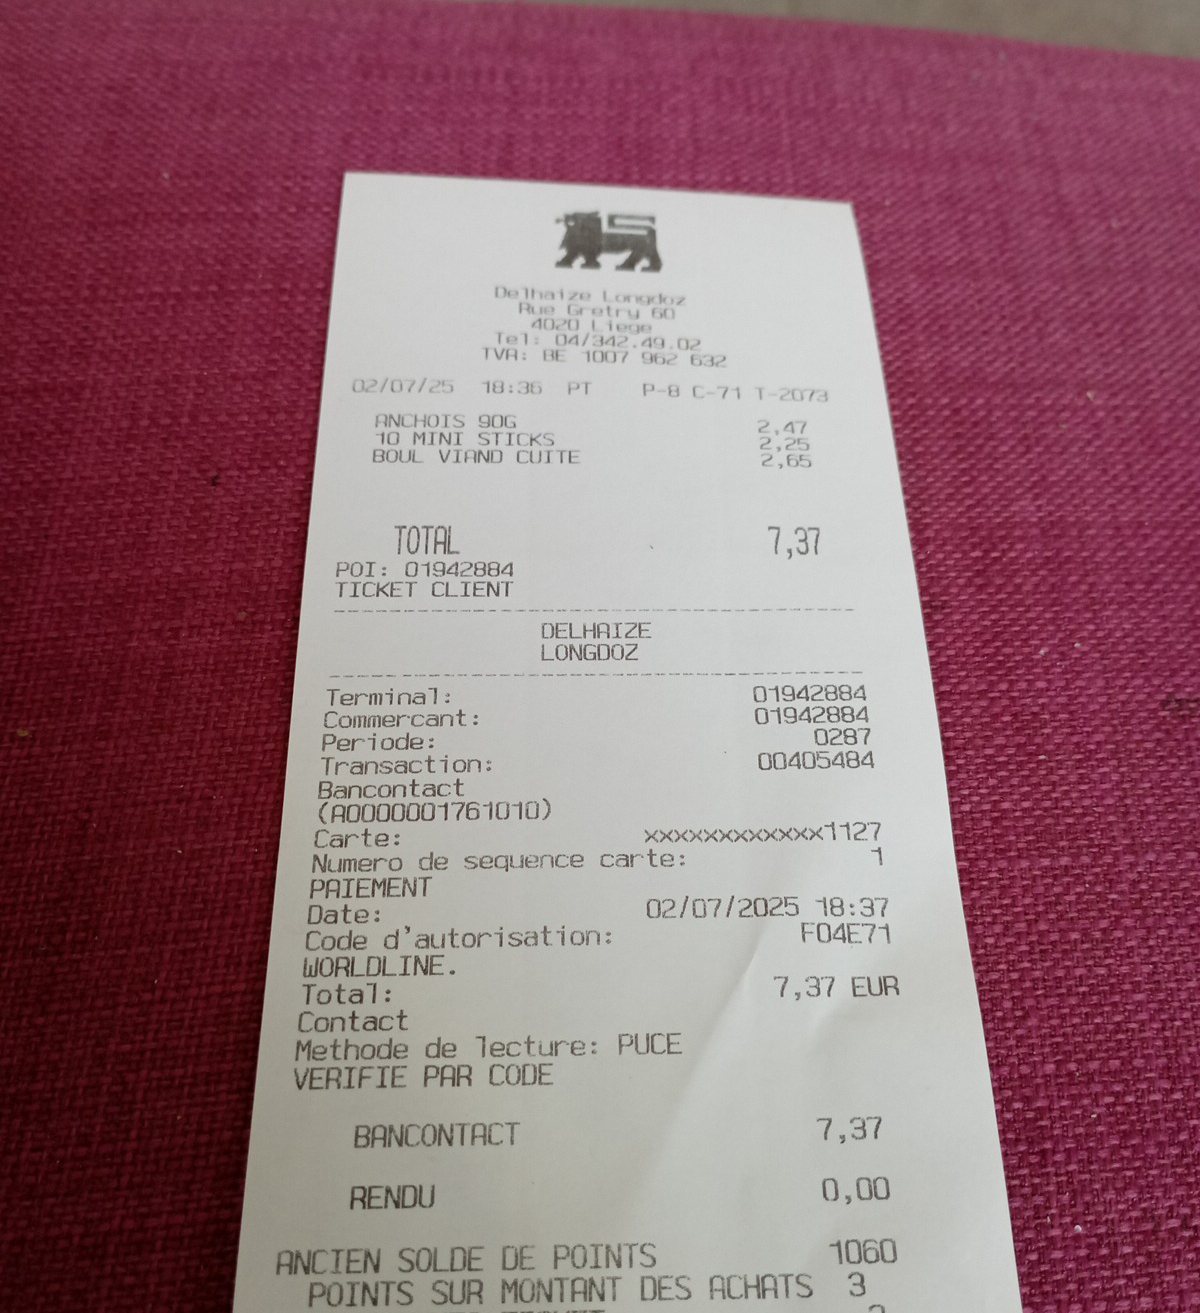 Delhaize Longdoz
Rue Gretry 60
4020 Liege
Tel: 04/342.49.02
TVA: BE 1007 962 632
02/07/25 18:36 PT P-8 C-71 T-2073
ANCHOIS 90G 2,47
10 MINI STICKS 2,25
BOUL VIAND CUITE 2,65
TOTAL 7,37
POI: 01942884
TICKET CLIENT
DELHAIZE
LONGDOZ
Terminal: 01942884
Commercant: 01942884
Periode: 0287
Transaction: 00405484
Bancontact
(A0000001761010)
Carte: xxxxxxxxxxxx1127
Numero de sequence carte: 1
PAIEMENT
Date: 02/07/2025 18:37
Code d'autorisation: F04E71
WORLDLINE.
Total: 7,37 EUR
Contact
Methode de lecture: PUCE
VERIFIE PAR CODE
BANCONTACT 7,37
RENDU 0,00
ANCIEN SOLDE DE POINTS 1060
POINTS SUR MONTANT DES ACHATS 3